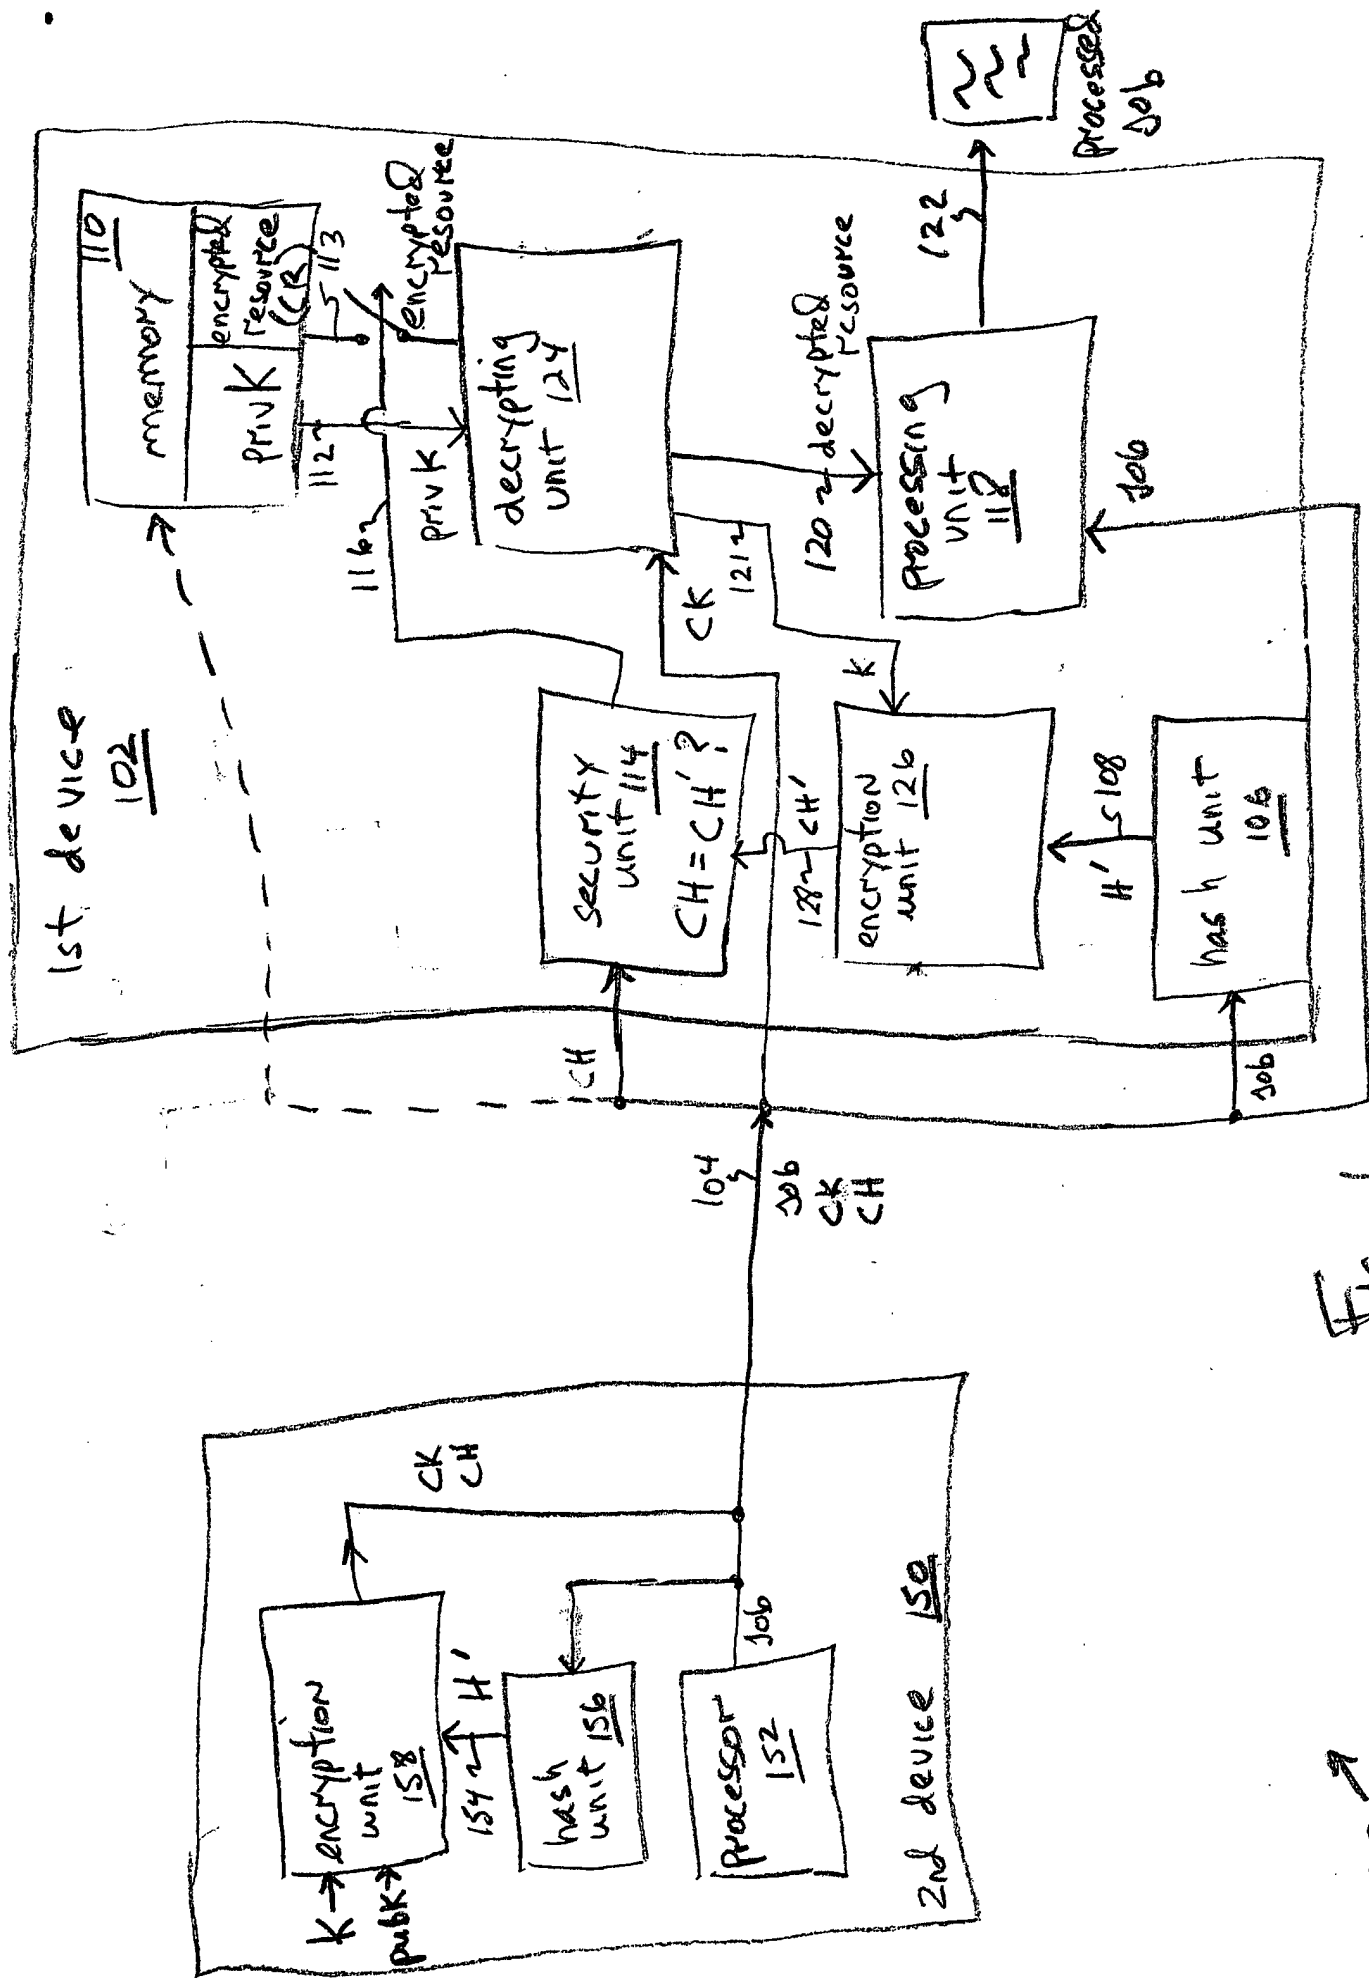 1st device
102
memory
110
privK
encrypted
resource
(CR)
112
113
116
privK
encrypted
resource
decrypting
unit
124
security
unit 114
CH = CH'?
CH
CK
121
120
decrypted
resource
K
128
CH'
encryption
unit 126
processing
unit
118
122
processed
job
H'
108
hash unit
106
job
job
104
job
CK
CH
K
pubK
encryption
unit
158
CK
CH
154
H'
hash
unit 156
processor
152
job
2nd device 150